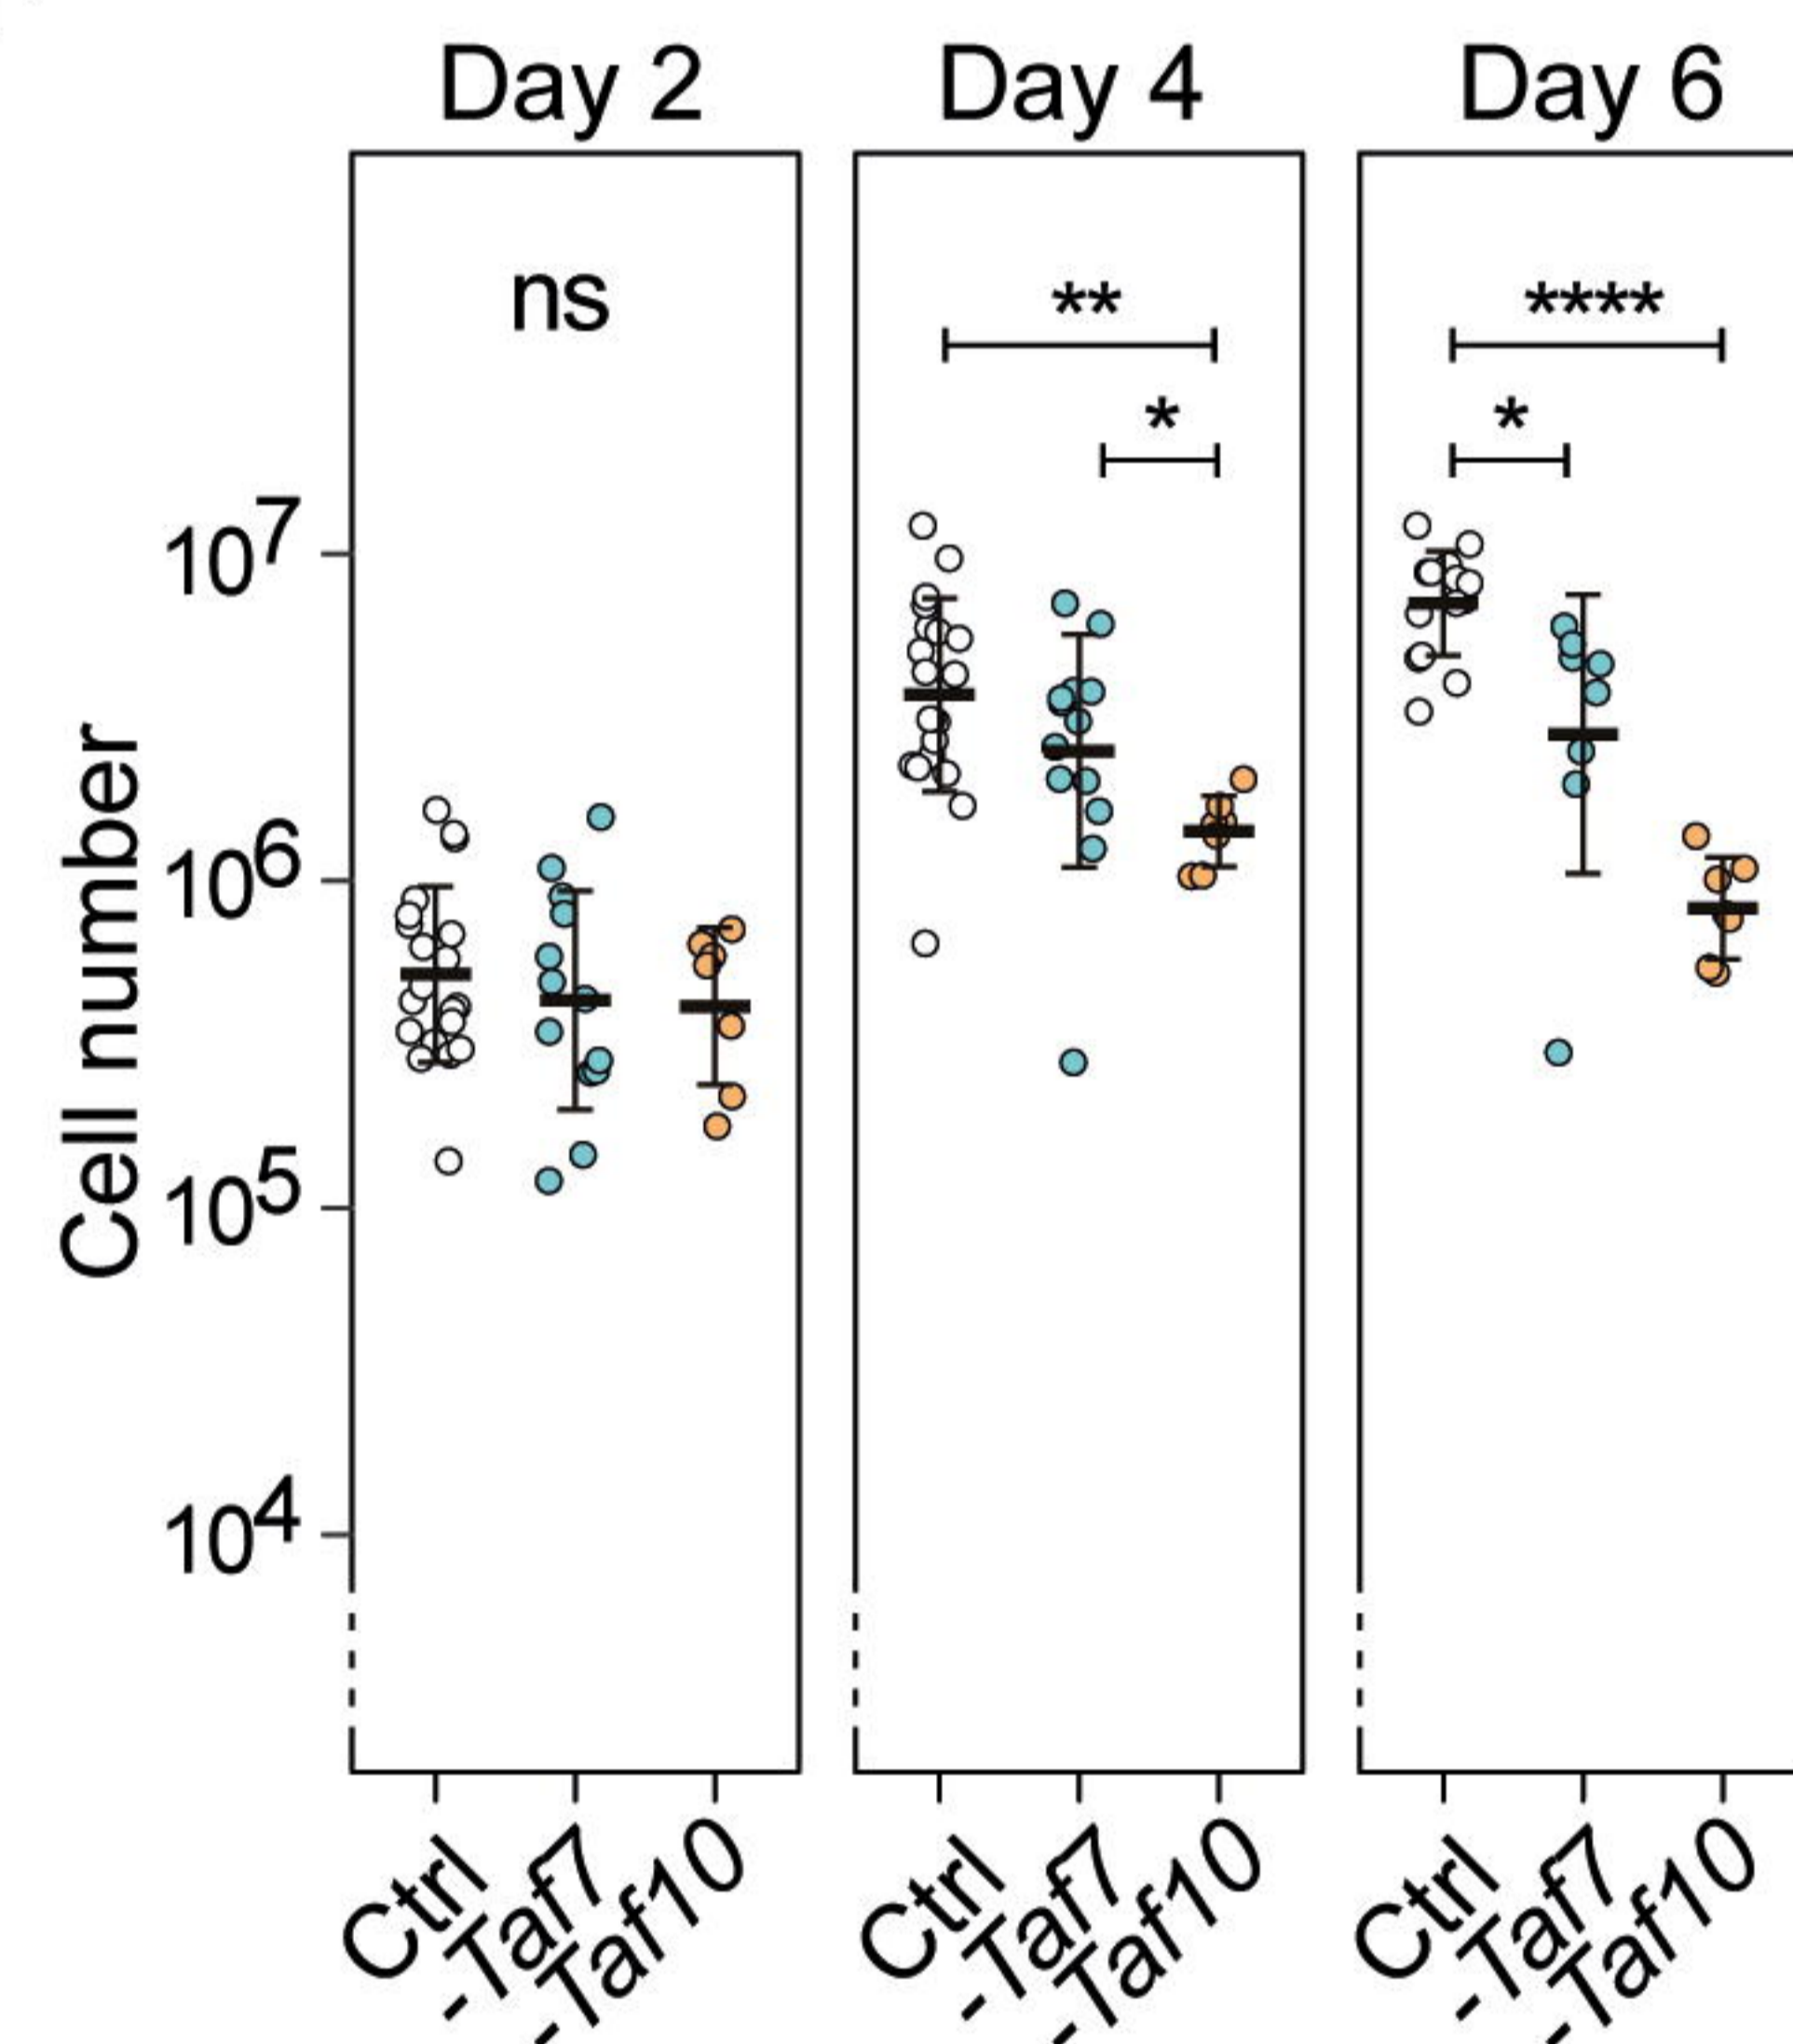 Day 2 Day 4 Day 6
ns
** ****
* *
10⁷
10⁶
10⁵
10⁴
Cell number
Ctrl -Taf7 -Taf10 Ctrl -Taf7 -Taf10 Ctrl -Taf7 -Taf10